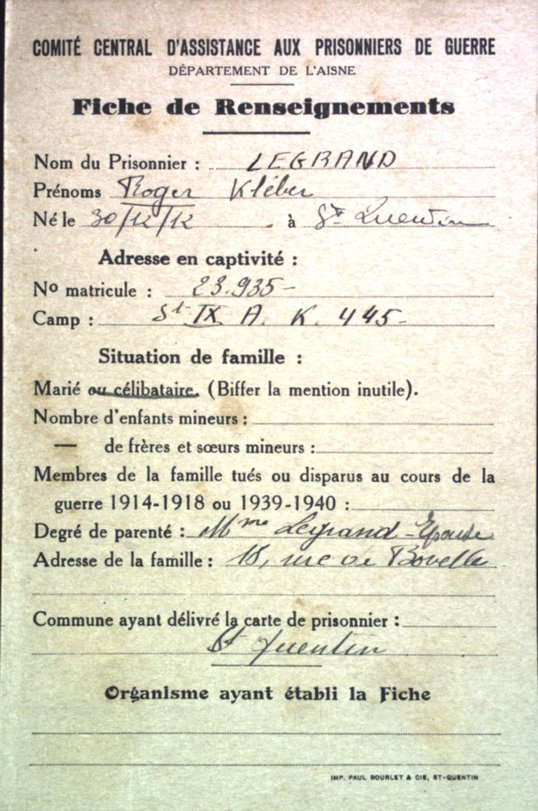 COMITÉ CENTRAL D'ASSISTANCE AUX PRISONNIERS DE GUERRE
DÉPARTEMENT DE L'AISNE
Fiche de Renseignements
Nom du Prisonnier : LEGRAND
Prénoms Roger Kléber
Né le 30/12/12 à St Quentin
Adresse en captivité :
No matricule : 23.935-
Camp : St IX A. K. 445-
Situation de famille :
Marié ou célibataire. (Biffer la mention inutile).
Nombre d'enfants mineurs :
— de frères et sœurs mineurs :
Membres de la famille tués ou disparus au cours de la
guerre 1914-1918 ou 1939-1940 :
Degré de parenté : Mme Legrand-Epouse
Adresse de la famille : rue de
Commune ayant délivré la carte de prisonnier :
St Quentin
Organisme ayant établi la Fiche
IMP. PAUL BOURLET & CIE, ST-QUENTIN